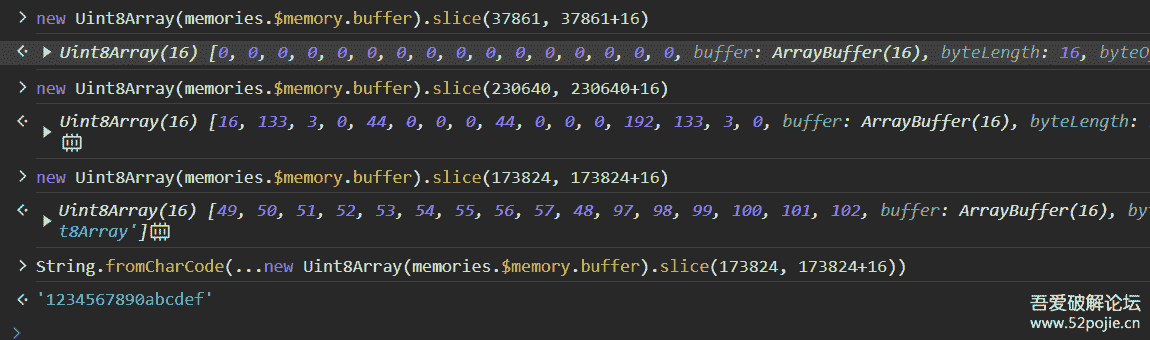 > new Uint8Array(memories.$memory.buffer).slice(37861, 37861+16)
<· ▶ Uint8Array(16) [0, 0, 0, 0, 0, 0, 0, 0, 0, 0, 0, 0, 0, 0, 0, 0, buffer: ArrayBuffer(16), byteLength: 16, byteO
> new Uint8Array(memories.$memory.buffer).slice(230640, 230640+16)
<· ▶ Uint8Array(16) [16, 133, 3, 0, 44, 0, 0, 0, 44, 0, 0, 0, 192, 133, 3, 0, buffer: ArrayBuffer(16), byteLength:
> new Uint8Array(memories.$memory.buffer).slice(173824, 173824+16)
<· ▶ Uint8Array(16) [49, 50, 51, 52, 53, 54, 55, 56, 57, 48, 97, 98, 99, 100, 101, 102, buffer: ArrayBuffer(16), by
t8Array']
> String.fromCharCode(...new Uint8Array(memories.$memory.buffer).slice(173824, 173824+16))
<· '1234567890abcdef'
>
吾爱破解论坛
www.52pojie.cn